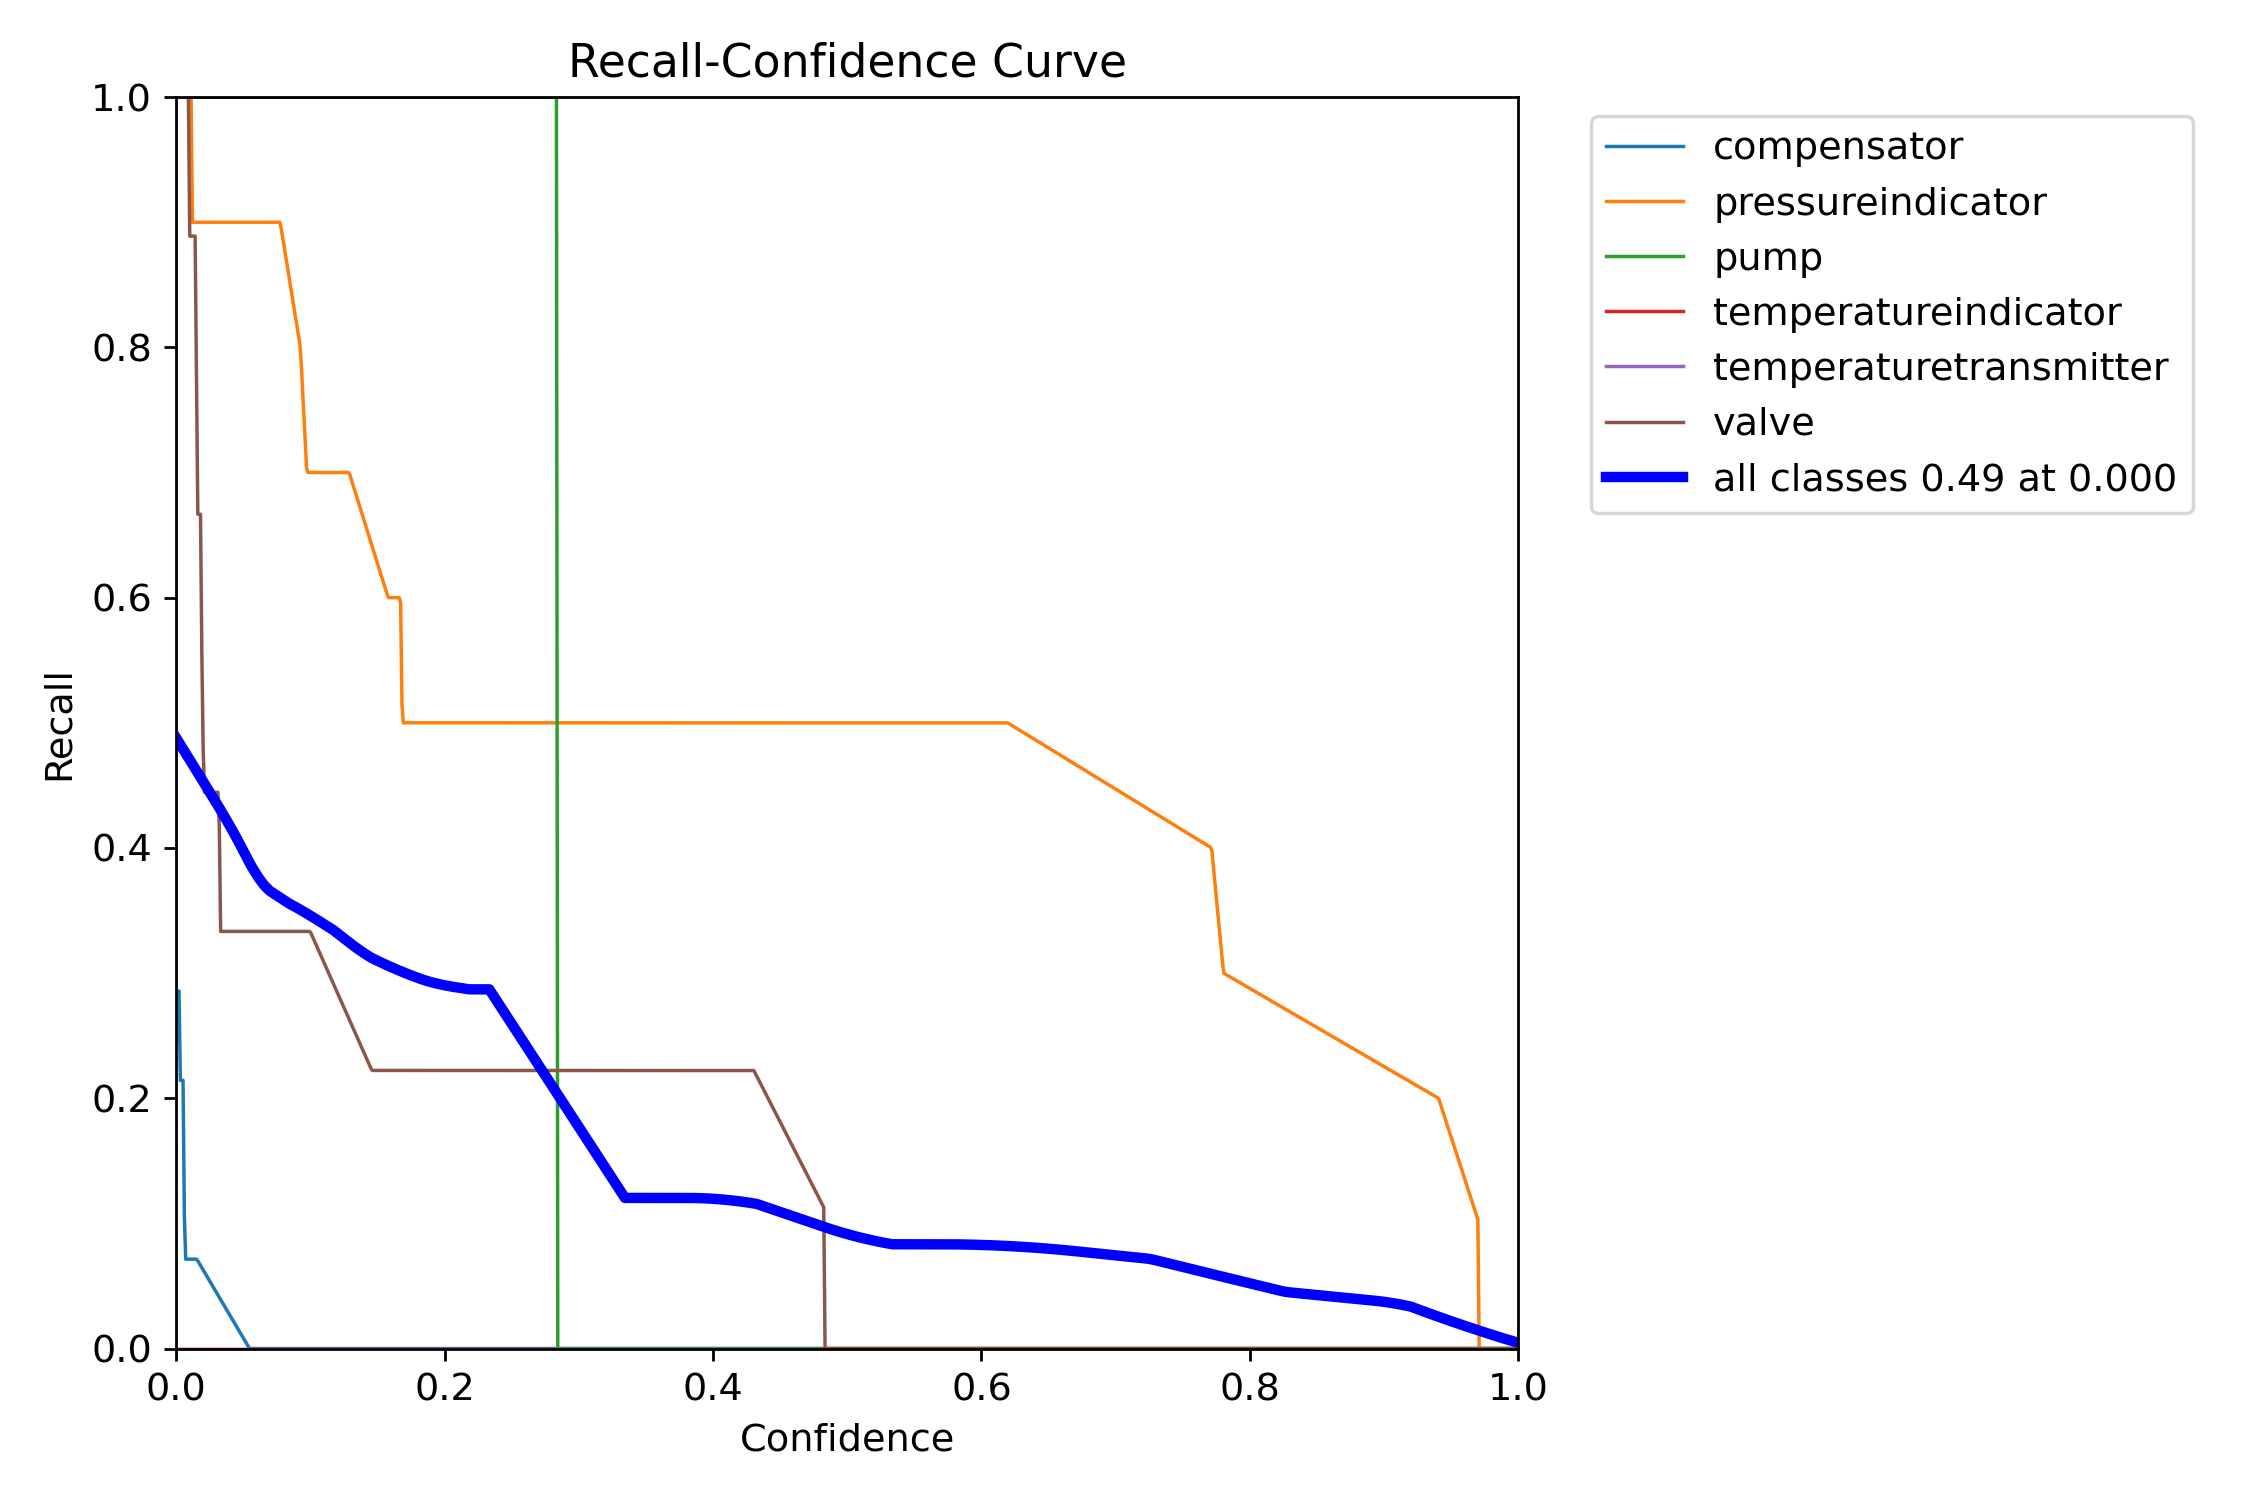 Recall-Confidence Curve
1.0
0.8
0.6
0.4
0.2
0.0
Recall
0.0 0.2 0.4 0.6 0.8 1.0
Confidence
compensator
pressureindicator
pump
temperatureindicator
temperaturetransmitter
valve
all classes 0.49 at 0.000